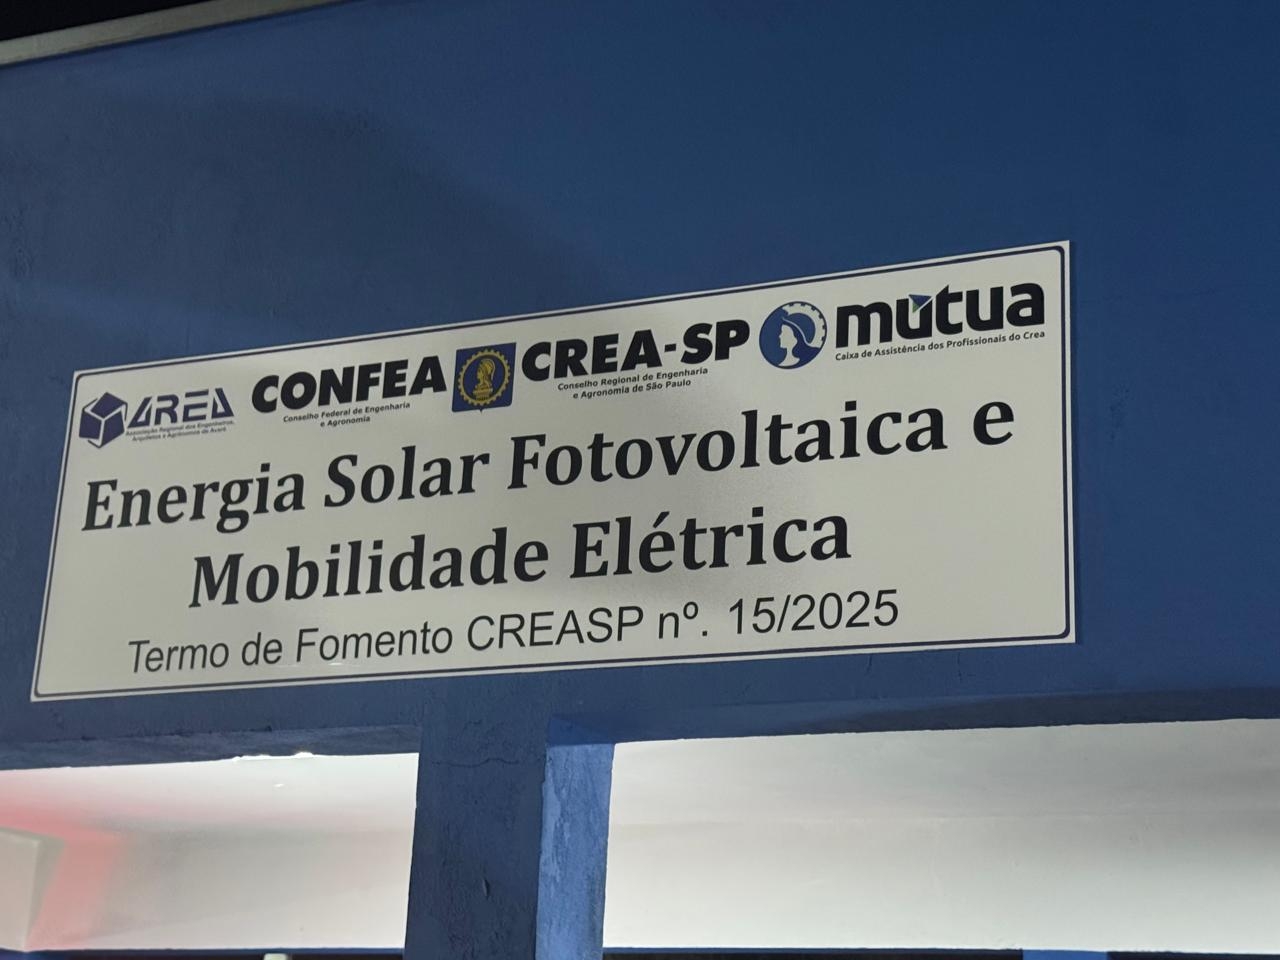 AREA
Associação Regional dos Engenheiros,
Arquitetos e Agrônomos de Avaré
CONFEA
Conselho Federal de Engenharia
e Agronomia
CREA-SP
Conselho Regional de Engenharia
e Agronomia de São Paulo
mútua
Caixa de Assistência dos Profissionais do Crea
Energia Solar Fotovoltaica e
Mobilidade Elétrica
Termo de Fomento CREASP nº. 15/2025